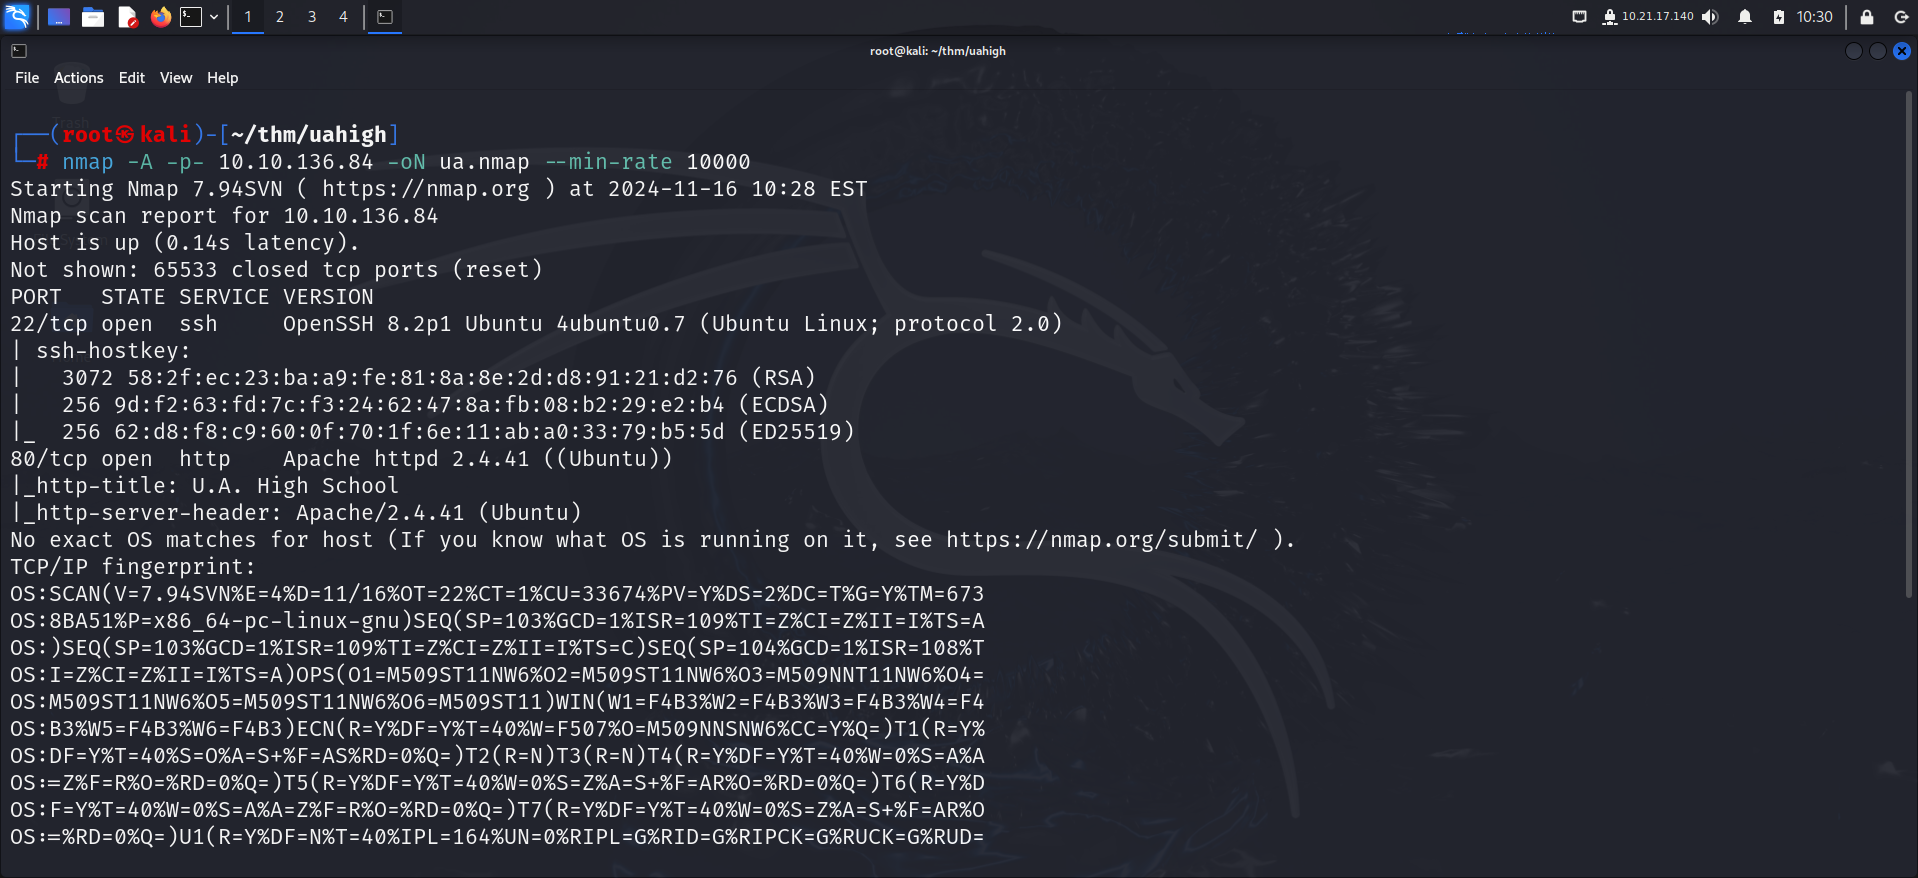 1 2 3 4
10.21.17.140
10:30
root@kali: ~/thm/uahigh
File Actions Edit View Help
(root㉿kali)-[~/thm/uahigh]
# nmap -A -p- 10.10.136.84 -oN ua.nmap --min-rate 10000
Starting Nmap 7.94SVN ( https://nmap.org ) at 2024-11-16 10:28 EST
Nmap scan report for 10.10.136.84
Host is up (0.14s latency).
Not shown: 65533 closed tcp ports (reset)
PORT   STATE SERVICE VERSION
22/tcp open  ssh     OpenSSH 8.2p1 Ubuntu 4ubuntu0.7 (Ubuntu Linux; protocol 2.0)
| ssh-hostkey:
|   3072 58:2f:ec:23:ba:a9:fe:81:8a:8e:2d:d8:91:21:d2:76 (RSA)
|   256 9d:f2:63:fd:7c:f3:24:62:47:8a:fb:08:b2:29:e2:b4 (ECDSA)
|_  256 62:d8:f8:c9:60:0f:70:1f:6e:11:ab:a0:33:79:b5:5d (ED25519)
80/tcp open  http    Apache httpd 2.4.41 ((Ubuntu))
|_http-title: U.A. High School
|_http-server-header: Apache/2.4.41 (Ubuntu)
No exact OS matches for host (If you know what OS is running on it, see https://nmap.org/submit/ ).
TCP/IP fingerprint:
OS:SCAN(V=7.94SVN%E=4%D=11/16%OT=22%CT=1%CU=33674%PV=Y%DS=2%DC=T%G=Y%TM=673
OS:8BA51%P=x86_64-pc-linux-gnu)SEQ(SP=103%GCD=1%ISR=109%TI=Z%CI=Z%II=I%TS=A
OS:)SEQ(SP=103%GCD=1%ISR=109%TI=Z%CI=Z%II=I%TS=C)SEQ(SP=104%GCD=1%ISR=108%T
OS:I=Z%CI=Z%II=I%TS=A)OPS(O1=M509ST11NW6%O2=M509ST11NW6%O3=M509NNT11NW6%O4=
OS:M509ST11NW6%O5=M509ST11NW6%O6=M509ST11)WIN(W1=F4B3%W2=F4B3%W3=F4B3%W4=F4
OS:B3%W5=F4B3%W6=F4B3)ECN(R=Y%DF=Y%T=40%W=F507%O=M509NNSNW6%CC=Y%Q=)T1(R=Y%
OS:DF=Y%T=40%S=O%A=S+%F=AS%RD=0%Q=)T2(R=N)T3(R=N)T4(R=Y%DF=Y%T=40%W=0%S=A%A
OS:=Z%F=R%O=%RD=0%Q=)T5(R=Y%DF=Y%T=40%W=0%S=Z%A=S+%F=AR%O=%RD=0%Q=)T6(R=Y%D
OS:F=Y%T=40%W=0%S=A%A=Z%F=R%O=%RD=0%Q=)T7(R=Y%DF=Y%T=40%W=0%S=Z%A=S+%F=AR%O
OS:=%RD=0%Q=)U1(R=Y%DF=N%T=40%IPL=164%UN=0%RIPL=G%RID=G%RIPCK=G%RUCK=G%RUD=